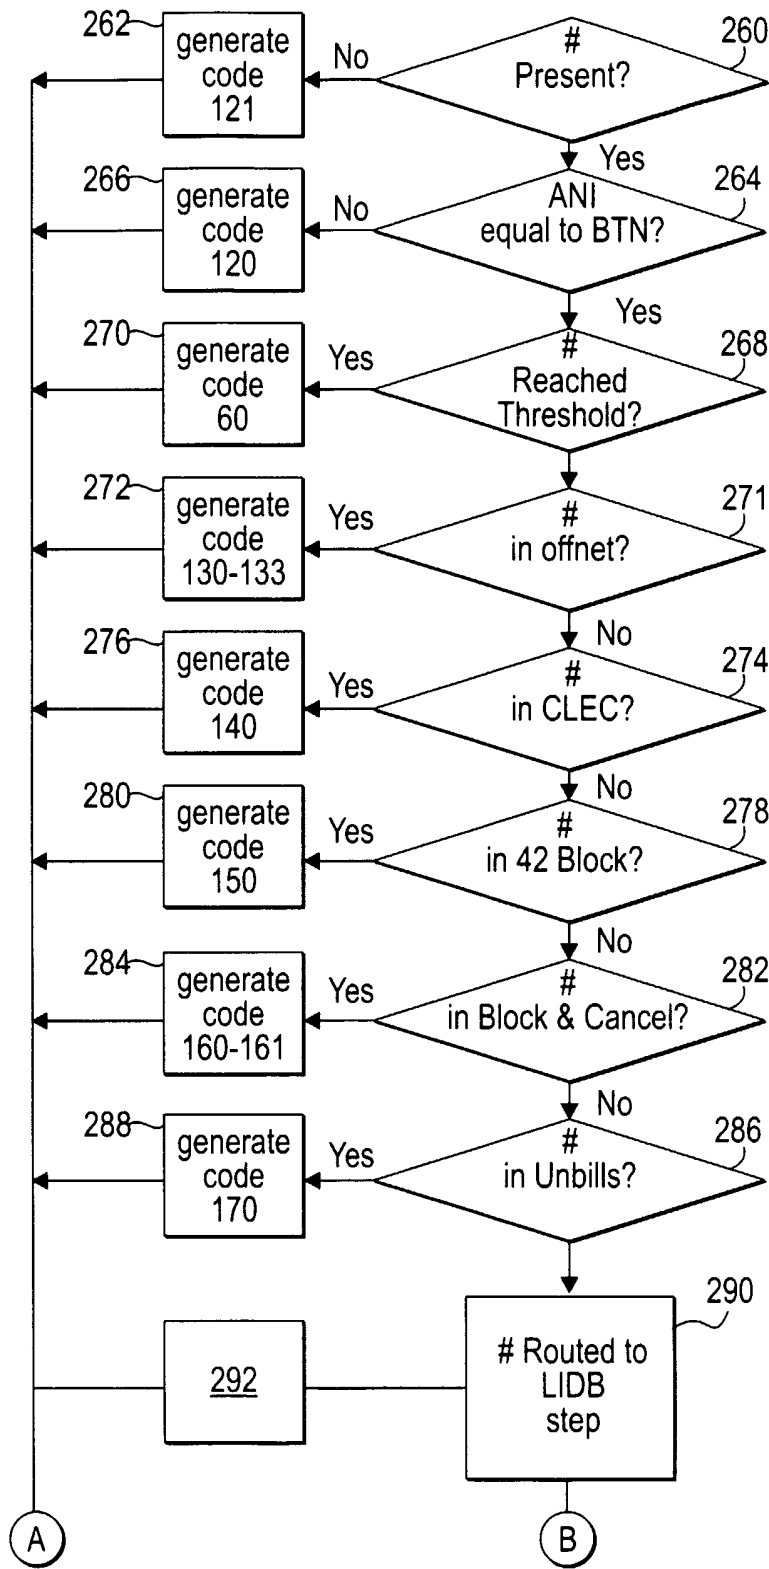 262
generate
code
121
No
#
Present?
260
Yes
266
generate
code
120
No
ANI
equal to BTN?
264
Yes
270
generate
code
60
Yes
#
Reached
Threshold?
268
272
generate
code
130-133
Yes
#
in offnet?
271
No
276
generate
code
140
Yes
#
in CLEC?
274
No
280
generate
code
150
Yes
#
in 42 Block?
278
No
284
generate
code
160-161
Yes
#
in Block & Cancel?
282
No
288
generate
code
170
Yes
#
in Unbills?
286
292
# Routed to
LIDB
step
290
A
B